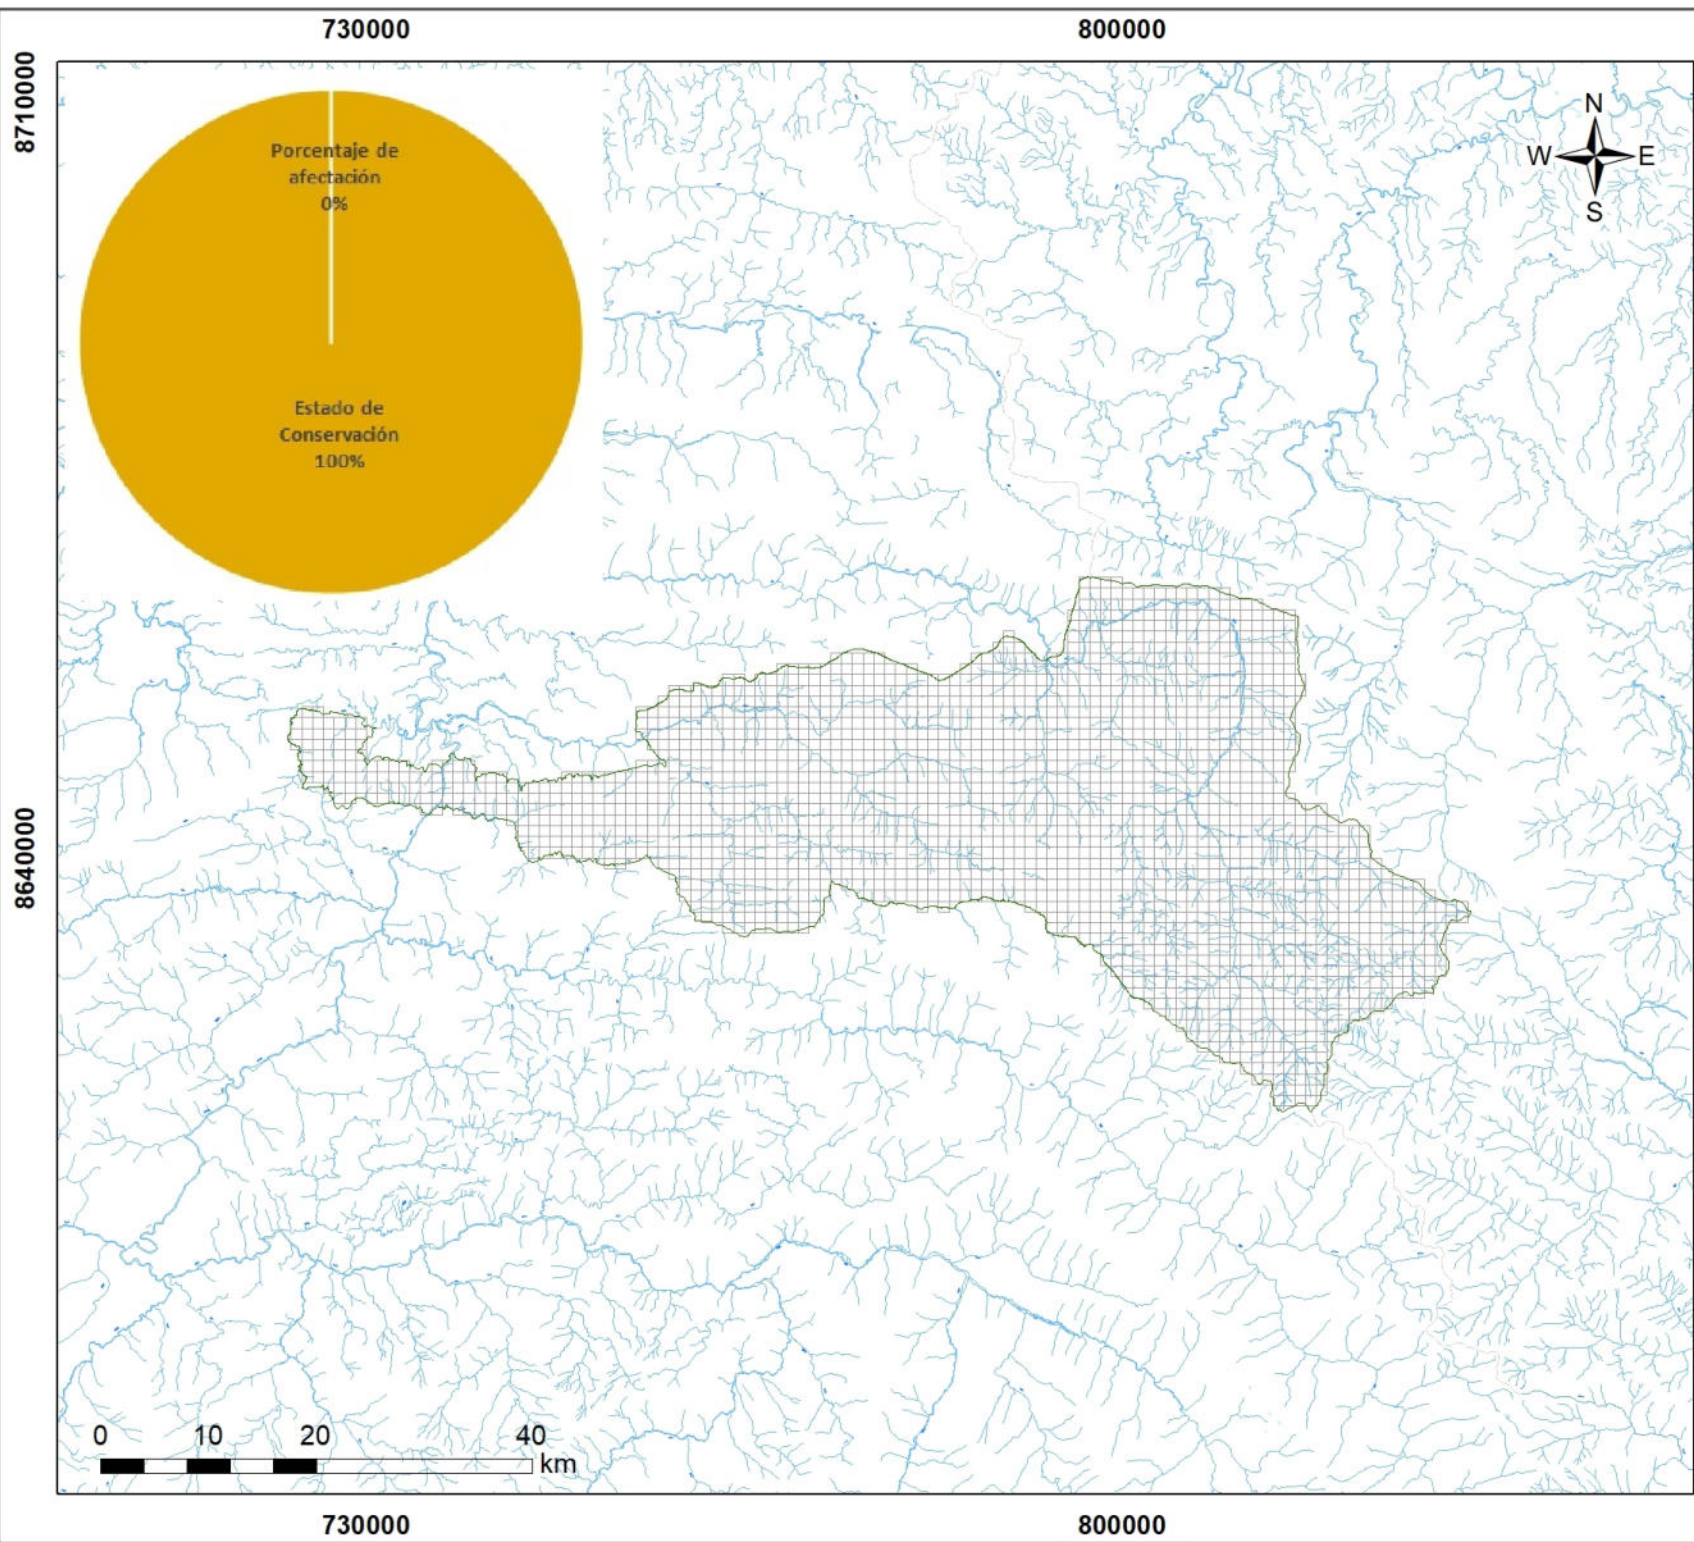 730000 800000
8710000
Porcentaje de
afectación
0%
N
W E
S
Estado de
Conservación
100%
8640000
0 10 20 40
km
730000 800000